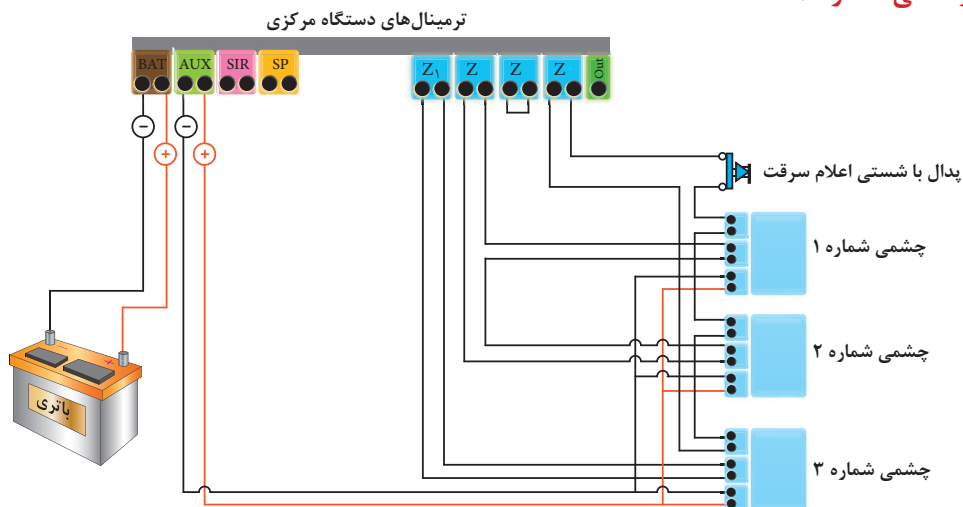 ترمینال‌های دستگاه مرکزی
BAT AUX SIR SP Z۱ Z Z Z Out
پدال با شستی اعلام سرقت
چشمی شماره ۱
چشمی شماره ۲
چشمی شماره ۳
باتری